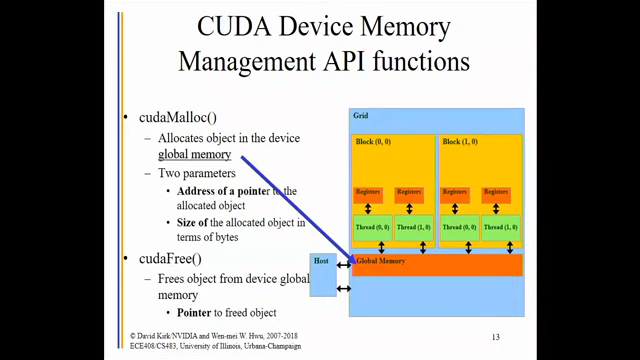 CUDA Device Memory
Management API functions
• cudaMalloc()
– Allocates object in the device
global memory
– Two parameters
• Address of a pointer to the
allocated object
• Size of the allocated object in
terms of bytes
• cudaFree()
– Frees object from device global
memory
• Pointer to freed object
Grid
Block (0, 0)
Block (1, 0)
Registers
Registers
Registers
Registers
Thread (0, 0)
Thread (1, 0)
Thread (0, 0)
Thread (1, 0)
Host
Global Memory
© David Kirk/NVIDIA and Wen-mei W. Hwu, 2007-2018
ECE408/CS483, University of Illinois, Urbana-Champaign
13